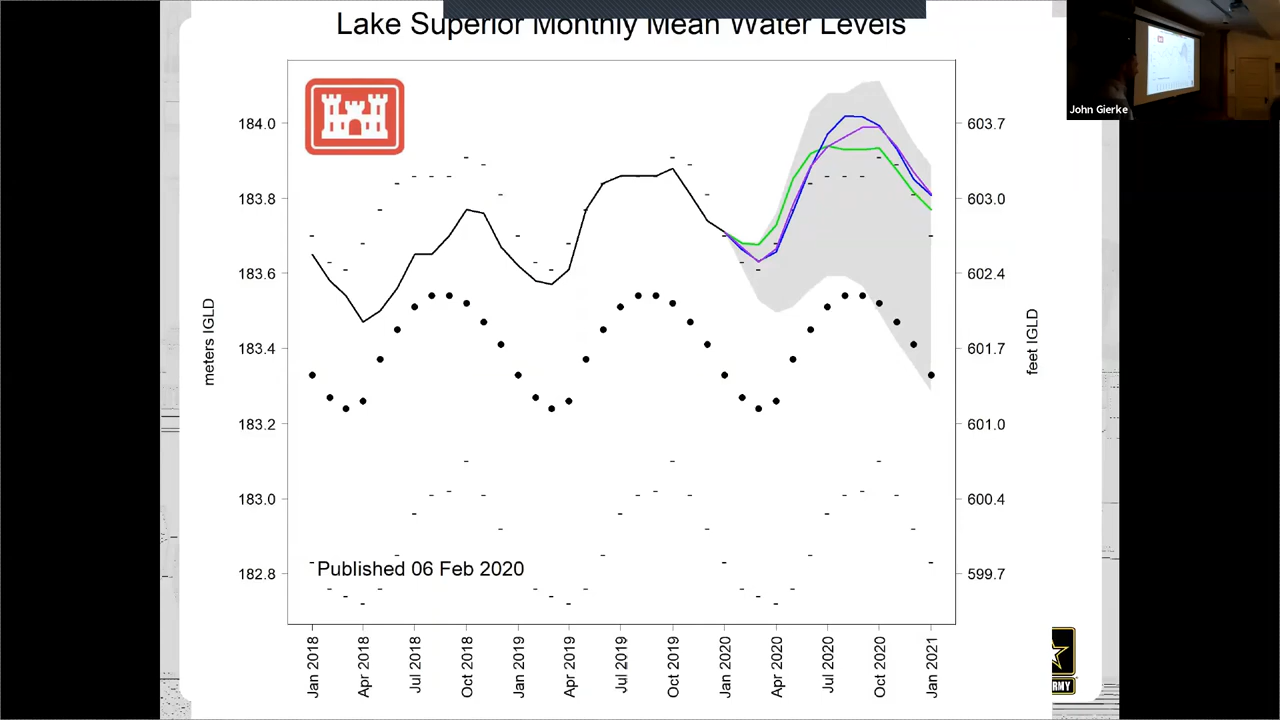 Lake Superior Monthly Mean Water Levels
John Gierke
184.0
183.8
183.6
183.4
183.2
183.0
182.8
meters IGLD
603.7
603.0
602.4
601.7
601.0
600.4
599.7
feet IGLD
Published 06 Feb 2020
Jan 2018
Apr 2018
Jul 2018
Oct 2018
Jan 2019
Apr 2019
Jul 2019
Oct 2019
Jan 2020
Apr 2020
Jul 2020
Oct 2020
Jan 2021
RMY